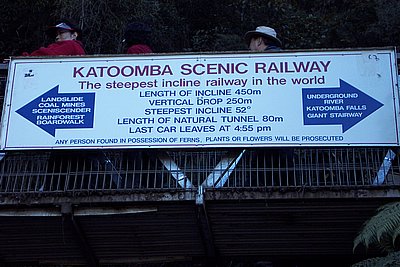 KATOOMBA SCENIC RAILWAY
The steepest incline railway in the world
LENGTH OF INCLINE 450m
VERTICAL DROP 250m
STEEPEST INCLINE 52°
LENGTH OF NATURAL TUNNEL 80m
LAST CAR LEAVES AT 4:55 pm
LANDSLIDE
COAL MINES
SCENISCENDER
RAINFOREST
BOARDWALK
UNDERGROUND
RIVER
KATOOMBA FALLS
GIANT STAIRWAY
ANY PERSON FOUND IN POSSESSION OF FERNS, PLANTS OR FLOWERS WILL BE PROSECUTED